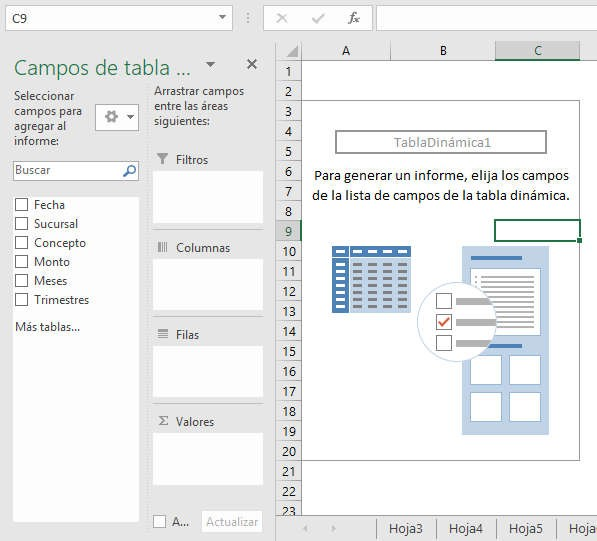 C9
fx
Campos de tabla ...
Seleccionar
campos para
agregar al
informe:
Buscar
Fecha
Sucursal
Concepto
Monto
Meses
Trimestres
Más tablas...
Arrastrar campos
entre las áreas
siguientes:
Filtros
Columnas
Filas
Σ Valores
A...
Actualizar
A B C
1
2
3
4
5
6
7
8
9
10
11
12
13
14
15
16
17
18
19
20
21
22
23
TablaDinámica1
Para generar un informe, elija los campos
de la lista de campos de la tabla dinámica.
Hoja3 Hoja4 Hoja5 Hoja